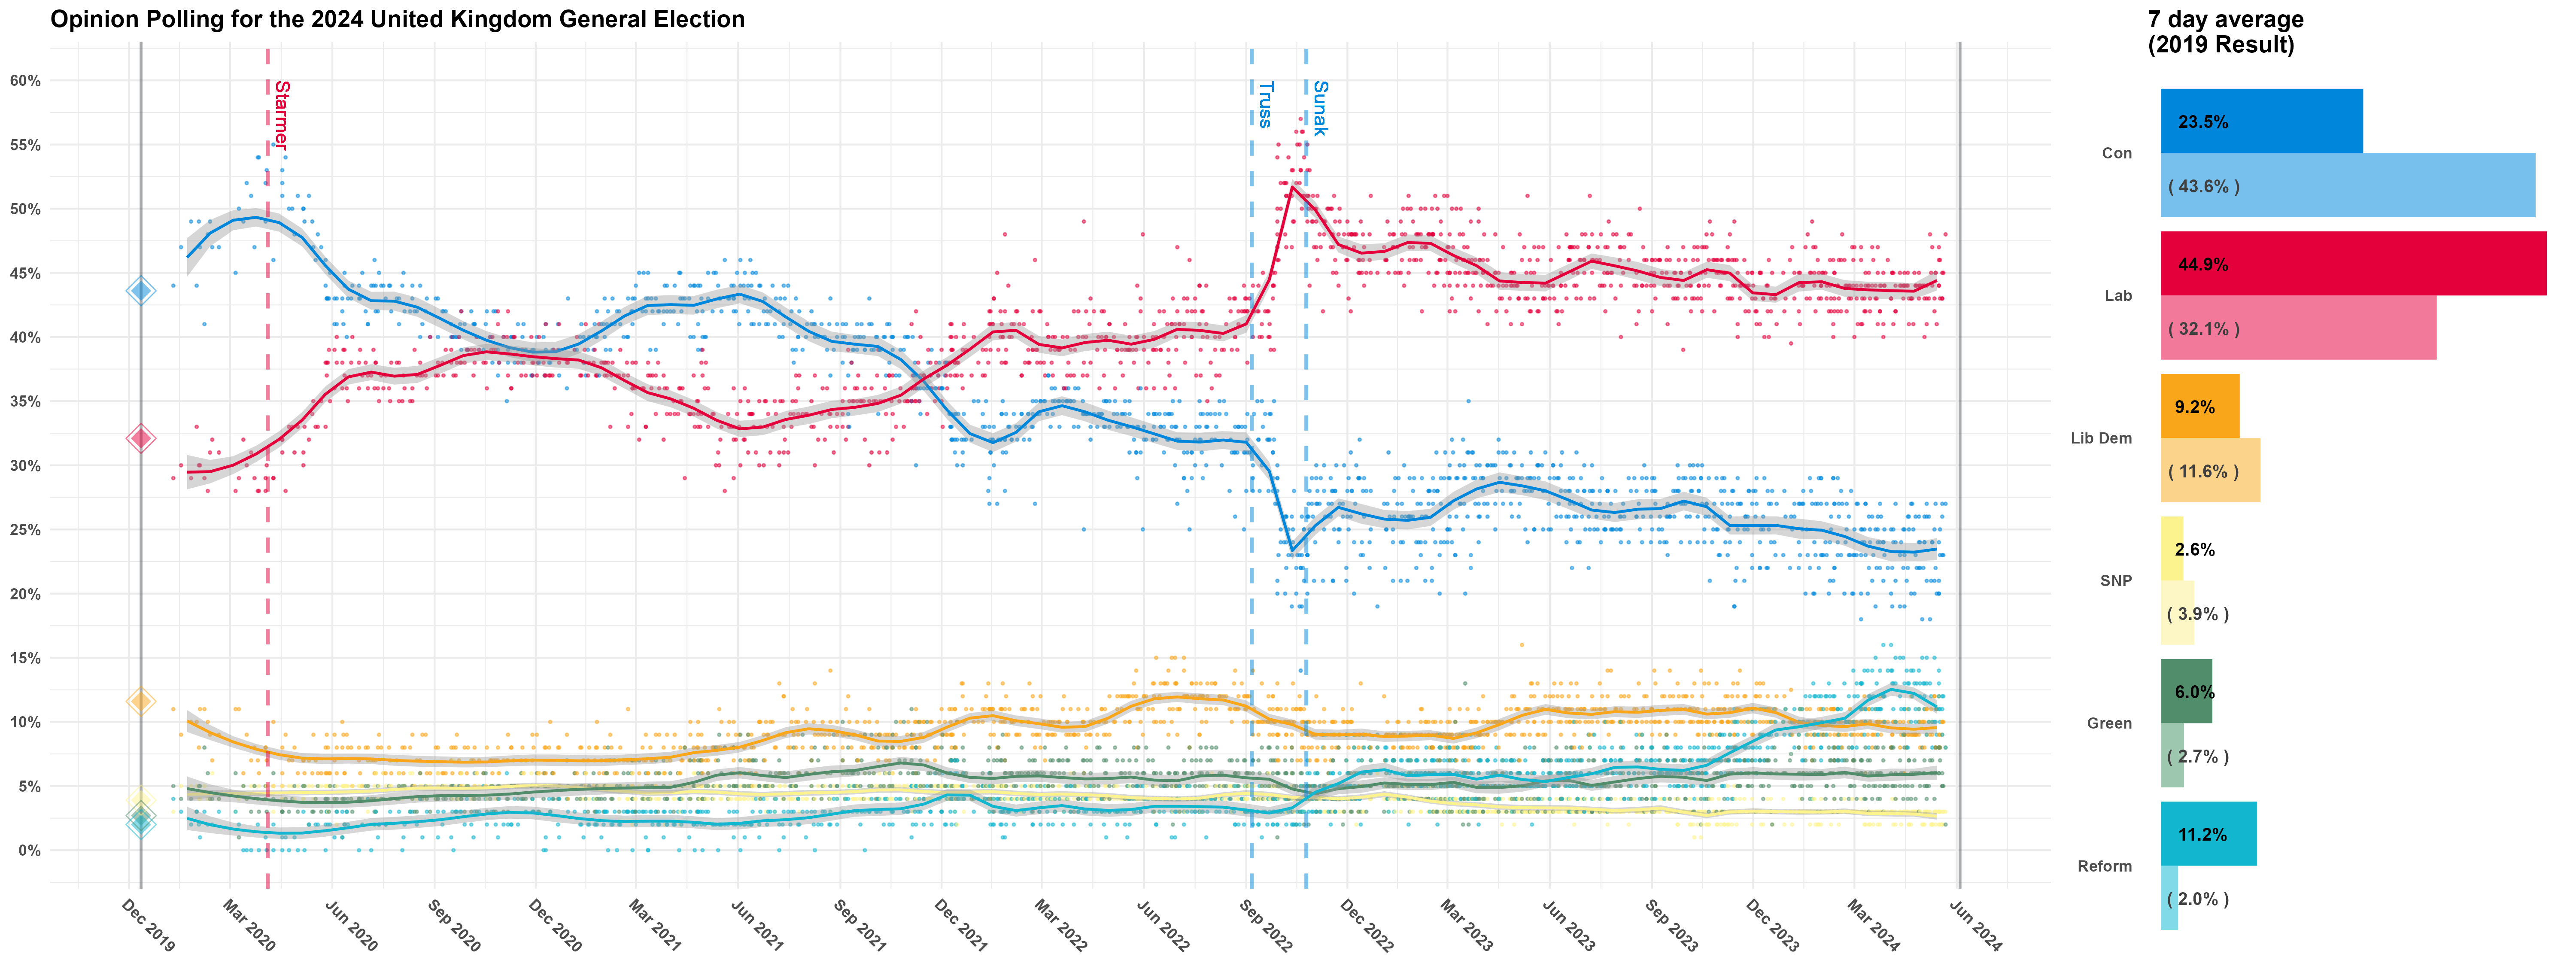 Opinion Polling for the 2024 United Kingdom General Election
60%
55%
50%
45%
40%
35%
30%
25%
20%
15%
10%
5%
0%
Starmer
Truss
Sunak
Dec 2019
Mar 2020
Jun 2020
Sep 2020
Dec 2020
Mar 2021
Jun 2021
Sep 2021
Dec 2021
Mar 2022
Jun 2022
Sep 2022
Dec 2022
Mar 2023
Jun 2023
Sep 2023
Dec 2023
Mar 2024
Jun 2024
7 day average
(2019 Result)
Con
23.5%
( 43.6% )
Lab
44.9%
( 32.1% )
Lib Dem
9.2%
( 11.6% )
SNP
2.6%
( 3.9% )
Green
6.0%
( 2.7% )
Reform
11.2%
( 2.0% )